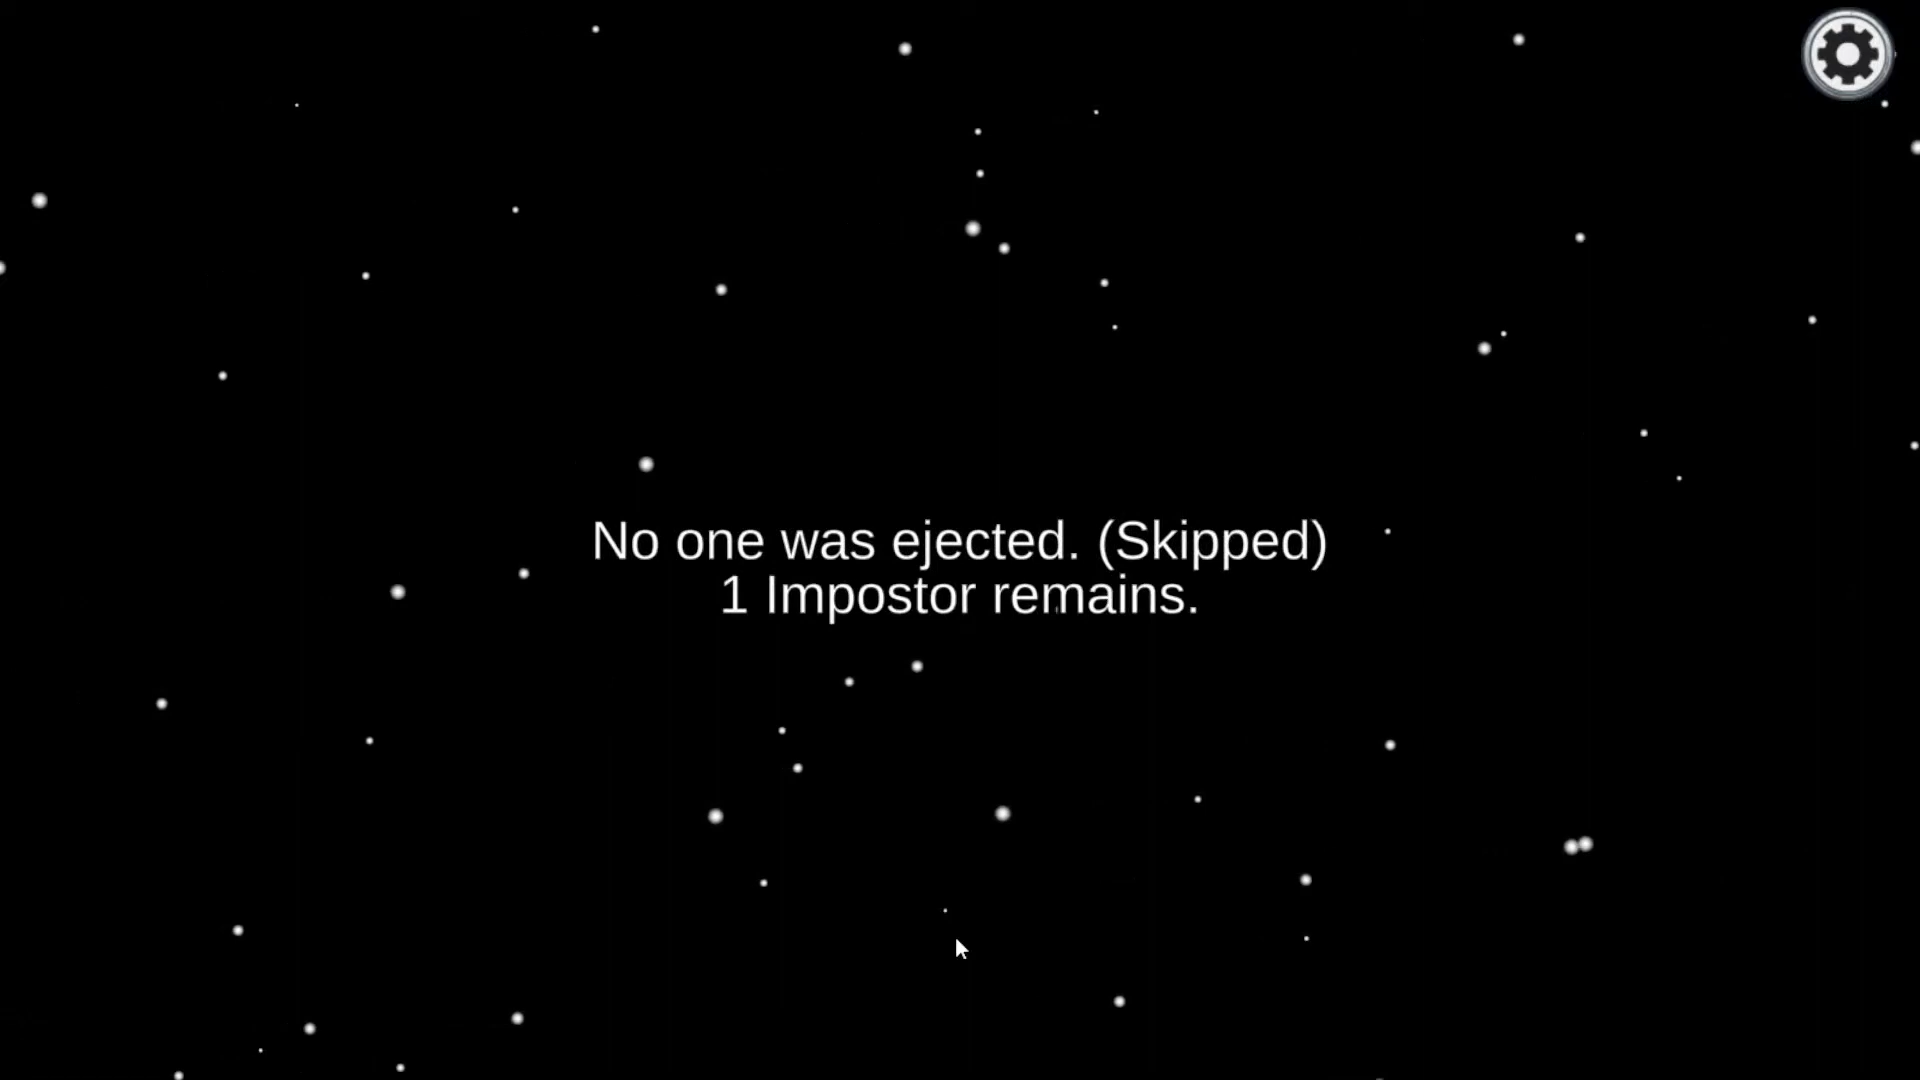 No one was ejected. (Skipped)
1 Impostor remains.